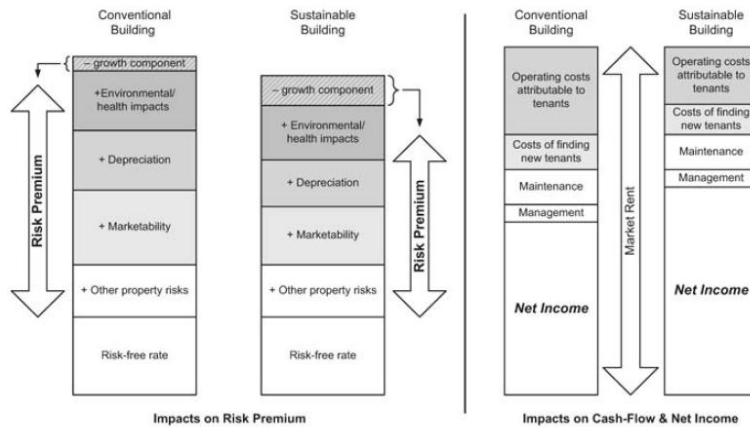 Conventional
Building
Sustainable
Building
– growth component
+Environmental/
health impacts
+ Depreciation
+ Marketability
+ Other property risks
Risk-free rate
Risk Premium
– growth component
+ Environmental/
health impacts
+ Depreciation
+ Marketability
+ Other property risks
Risk-free rate
Risk Premium
Impacts on Risk Premium
Conventional
Building
Sustainable
Building
Operating costs
attributable to
tenants
Costs of finding
new tenants
Maintenance
Management
Net Income
Market Rent
Operating costs
attributable to
tenants
Costs of finding
new tenants
Maintenance
Management
Net Income
Impacts on Cash-Flow & Net Income